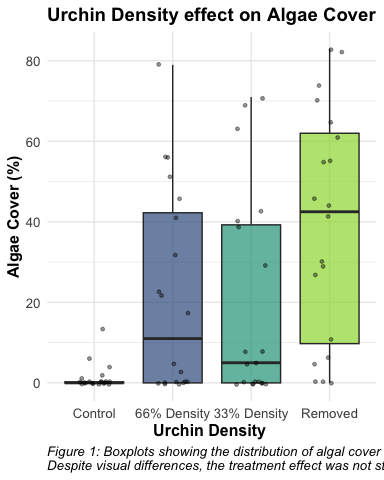 Urchin Density effect on Algae Cover
Algae Cover (%)
80
60
40
20
0
Control 66% Density 33% Density Removed
Urchin Density
Figure 1: Boxplots showing the distribution of algal cover
Despite visual differences, the treatment effect was not st